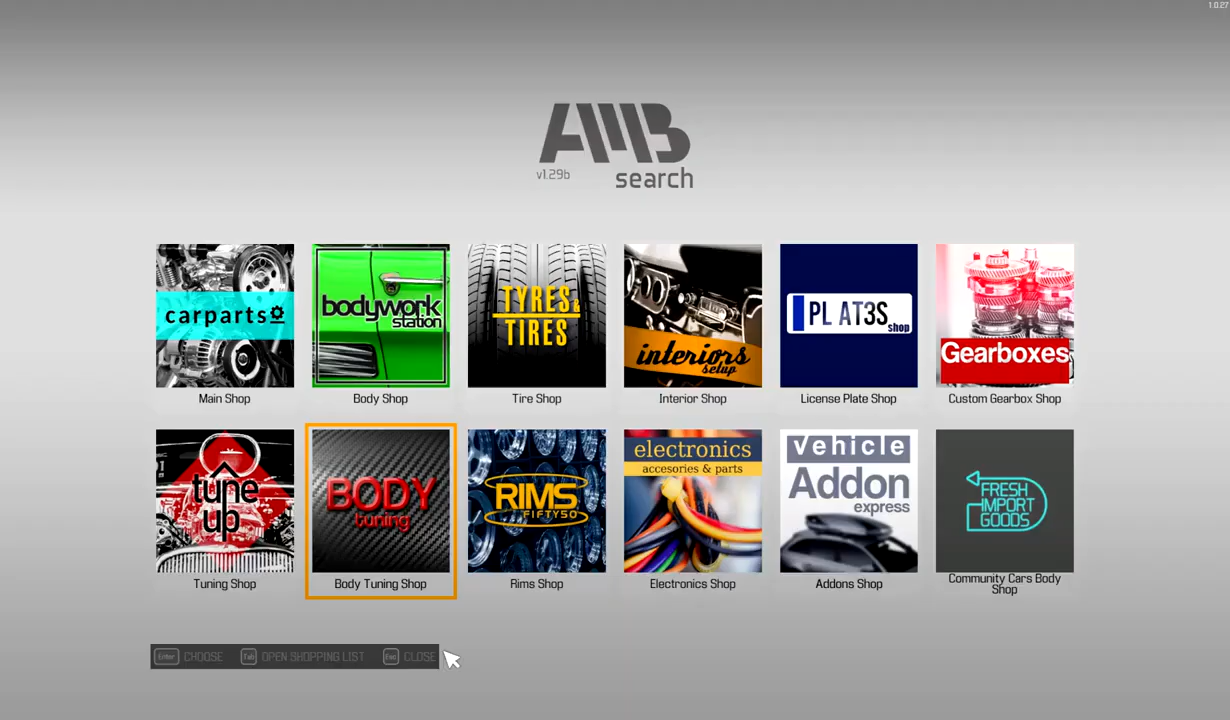 1.0.27
AMB
v1.29b
search
carparts
bodywork
station
TYRES &
TIRES
interiors
setup
PL AT3S
shop
Gearboxes
Main Shop
Body Shop
Tire Shop
Interior Shop
License Plate Shop
Custom Gearbox Shop
tune
up
BODY
tuning
RIMS
FIFTY50
electronics
accesories & parts
Vehicle
Addon
express
FRESH
IMPORT
GOODS
Tuning Shop
Body Tuning Shop
Rims Shop
Electronics Shop
Addons Shop
Community Cars Body
Shop
Enter CHOOSE Tab OPEN SHOPPING LIST Esc CLOSE